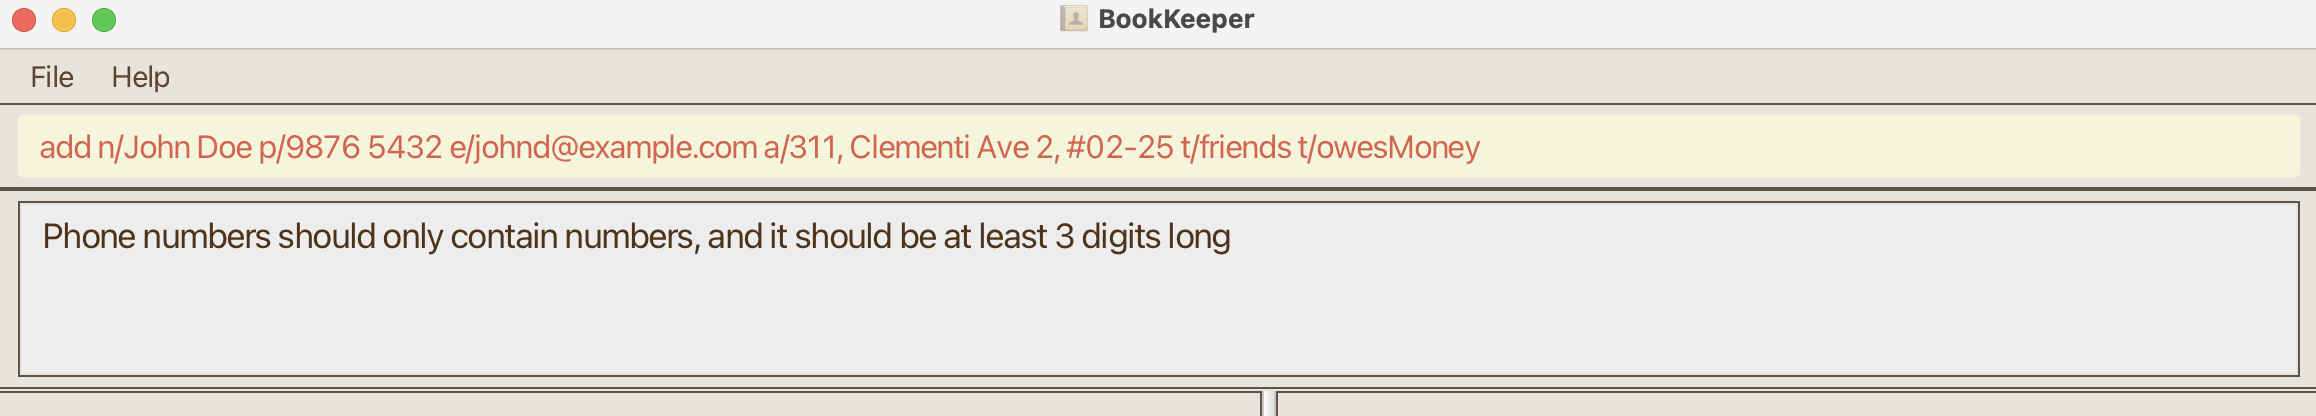 BookKeeper
File Help
add n/John Doe p/9876 5432 e/johnd@example.com a/311, Clementi Ave 2, #02-25 t/friends t/owesMoney
Phone numbers should only contain numbers, and it should be at least 3 digits long